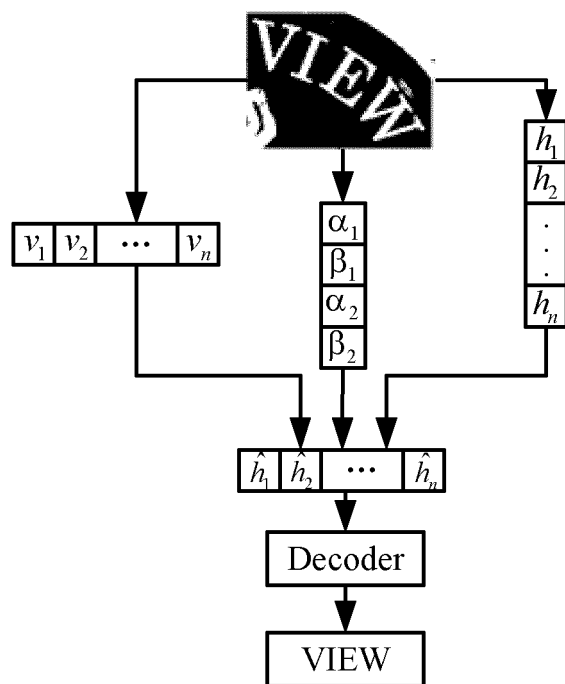 VIEW
h₁
h₂
.
.
.
hₙ
v₁ v₂ ... vₙ
α₁
β₁
α₂
β₂
ĥ₁ ĥ₂ ... ĥₙ
Decoder
VIEW